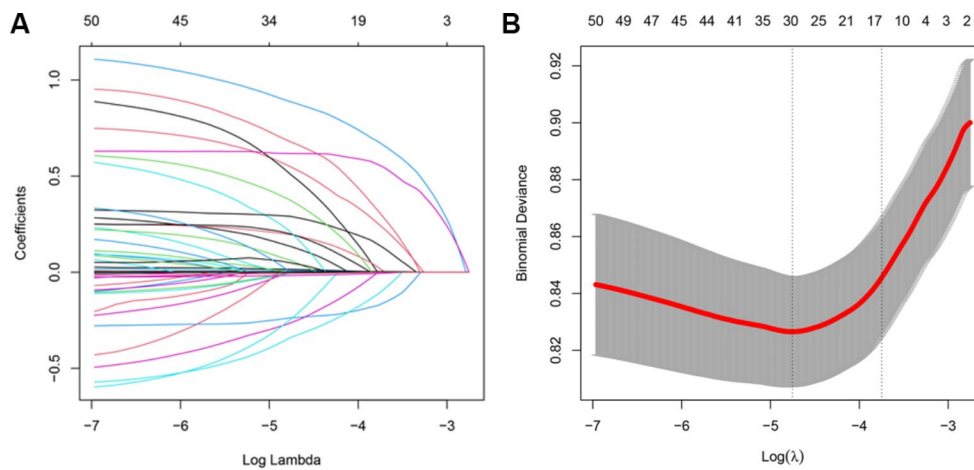 A
50 45 34 19 3
Coefficients
1.0
0.5
0.0
−0.5
−7 −6 −5 −4 −3
Log Lambda
B
50 49 47 45 44 41 35 30 25 21 17 10 4 3 2
Binomial Deviance
0.92
0.90
0.88
0.86
0.84
0.82
−7 −6 −5 −4 −3
Log(λ)